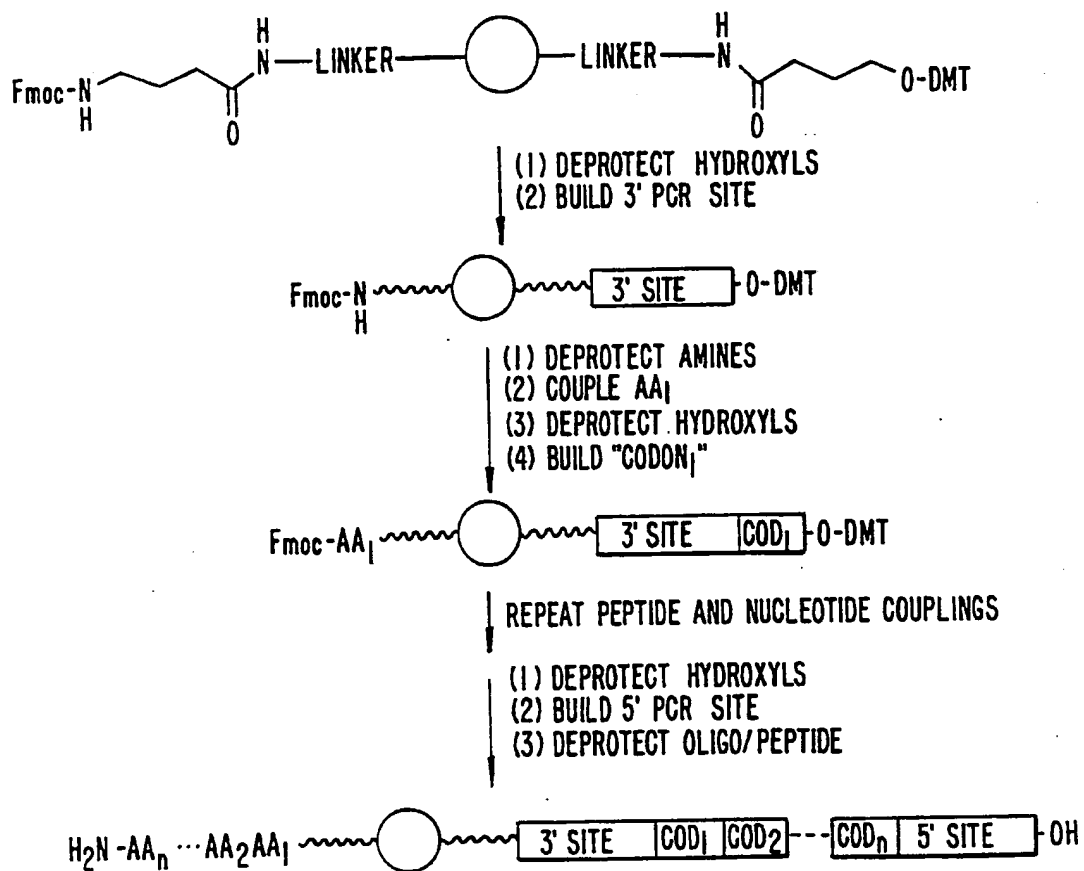 H
N-LINKER LINKER-N
H
Fmoc-N
H
O
O
O-DMT
(1) DEPROTECT HYDROXYLS
(2) BUILD 3' PCR SITE
Fmoc-N
H
3' SITE
O-DMT
(1) DEPROTECT AMINES
(2) COUPLE AA1
(3) DEPROTECT HYDROXYLS
(4) BUILD "CODON1"
Fmoc-AA1 3' SITE COD1 O-DMT
REPEAT PEPTIDE AND NUCLEOTIDE COUPLINGS
(1) DEPROTECT HYDROXYLS
(2) BUILD 5' PCR SITE
(3) DEPROTECT OLIGO/PEPTIDE
H2N-AAn ··· AA2AA1 3' SITE COD1 COD2 --- CODn 5' SITE -OH